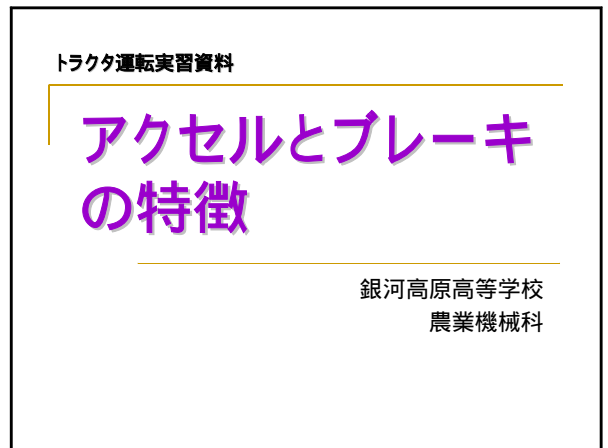 トラクタ運転実習資料
アクセルとブレーキ
の特徴
銀河高原高等学校
農業機械科